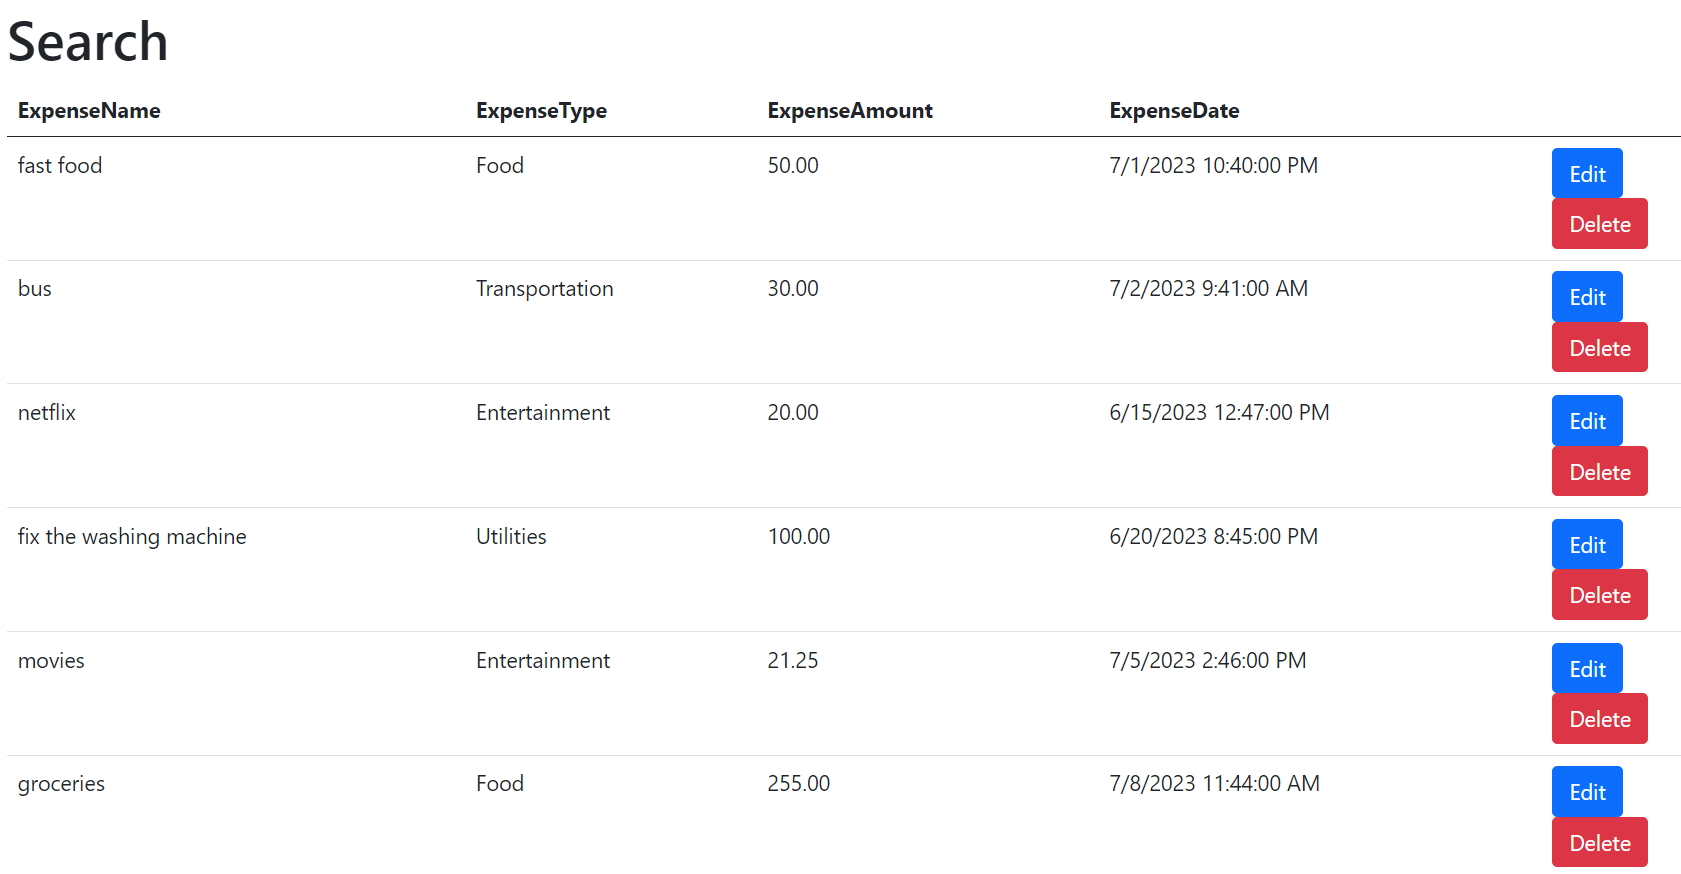 Search
ExpenseName ExpenseType ExpenseAmount ExpenseDate
fast food Food 50.00 7/1/2023 10:40:00 PM Edit
Delete
bus Transportation 30.00 7/2/2023 9:41:00 AM Edit
Delete
netflix Entertainment 20.00 6/15/2023 12:47:00 PM Edit
Delete
fix the washing machine Utilities 100.00 6/20/2023 8:45:00 PM Edit
Delete
movies Entertainment 21.25 7/5/2023 2:46:00 PM Edit
Delete
groceries Food 255.00 7/8/2023 11:44:00 AM Edit
Delete